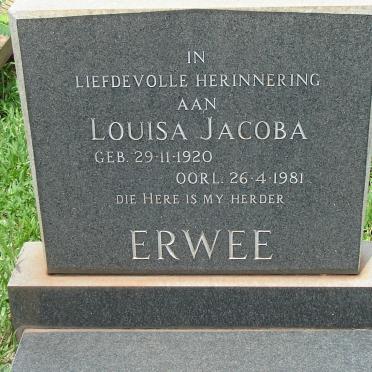 IN
LIEFDEVOLLE HERINNERING
AAN
LOUISA JACOBA
GEB. 29-11-1920
OORL. 26-4-1981
DIE HERE IS MY HERDER
ERWEE